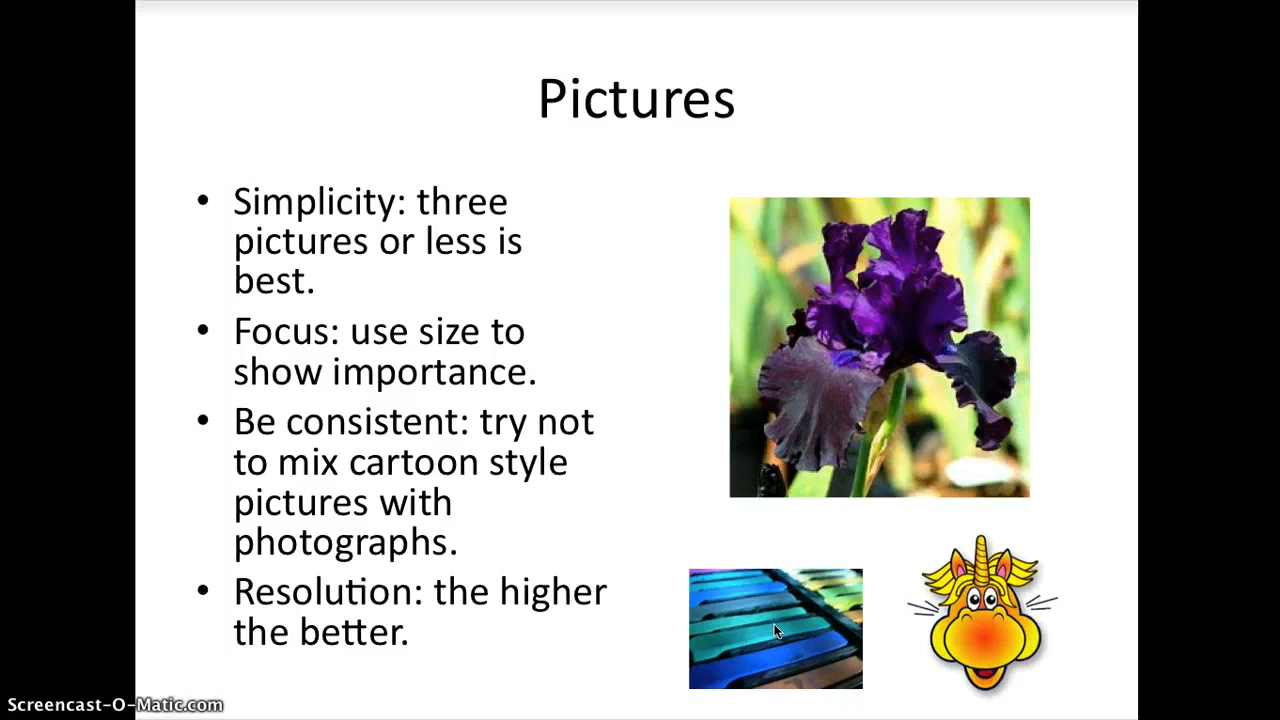 Pictures
• Simplicity: three
pictures or less is
best.
• Focus: use size to
show importance.
• Be consistent: try not
to mix cartoon style
pictures with
photographs.
• Resolution: the higher
the better.
Screencast-O-Matic.com